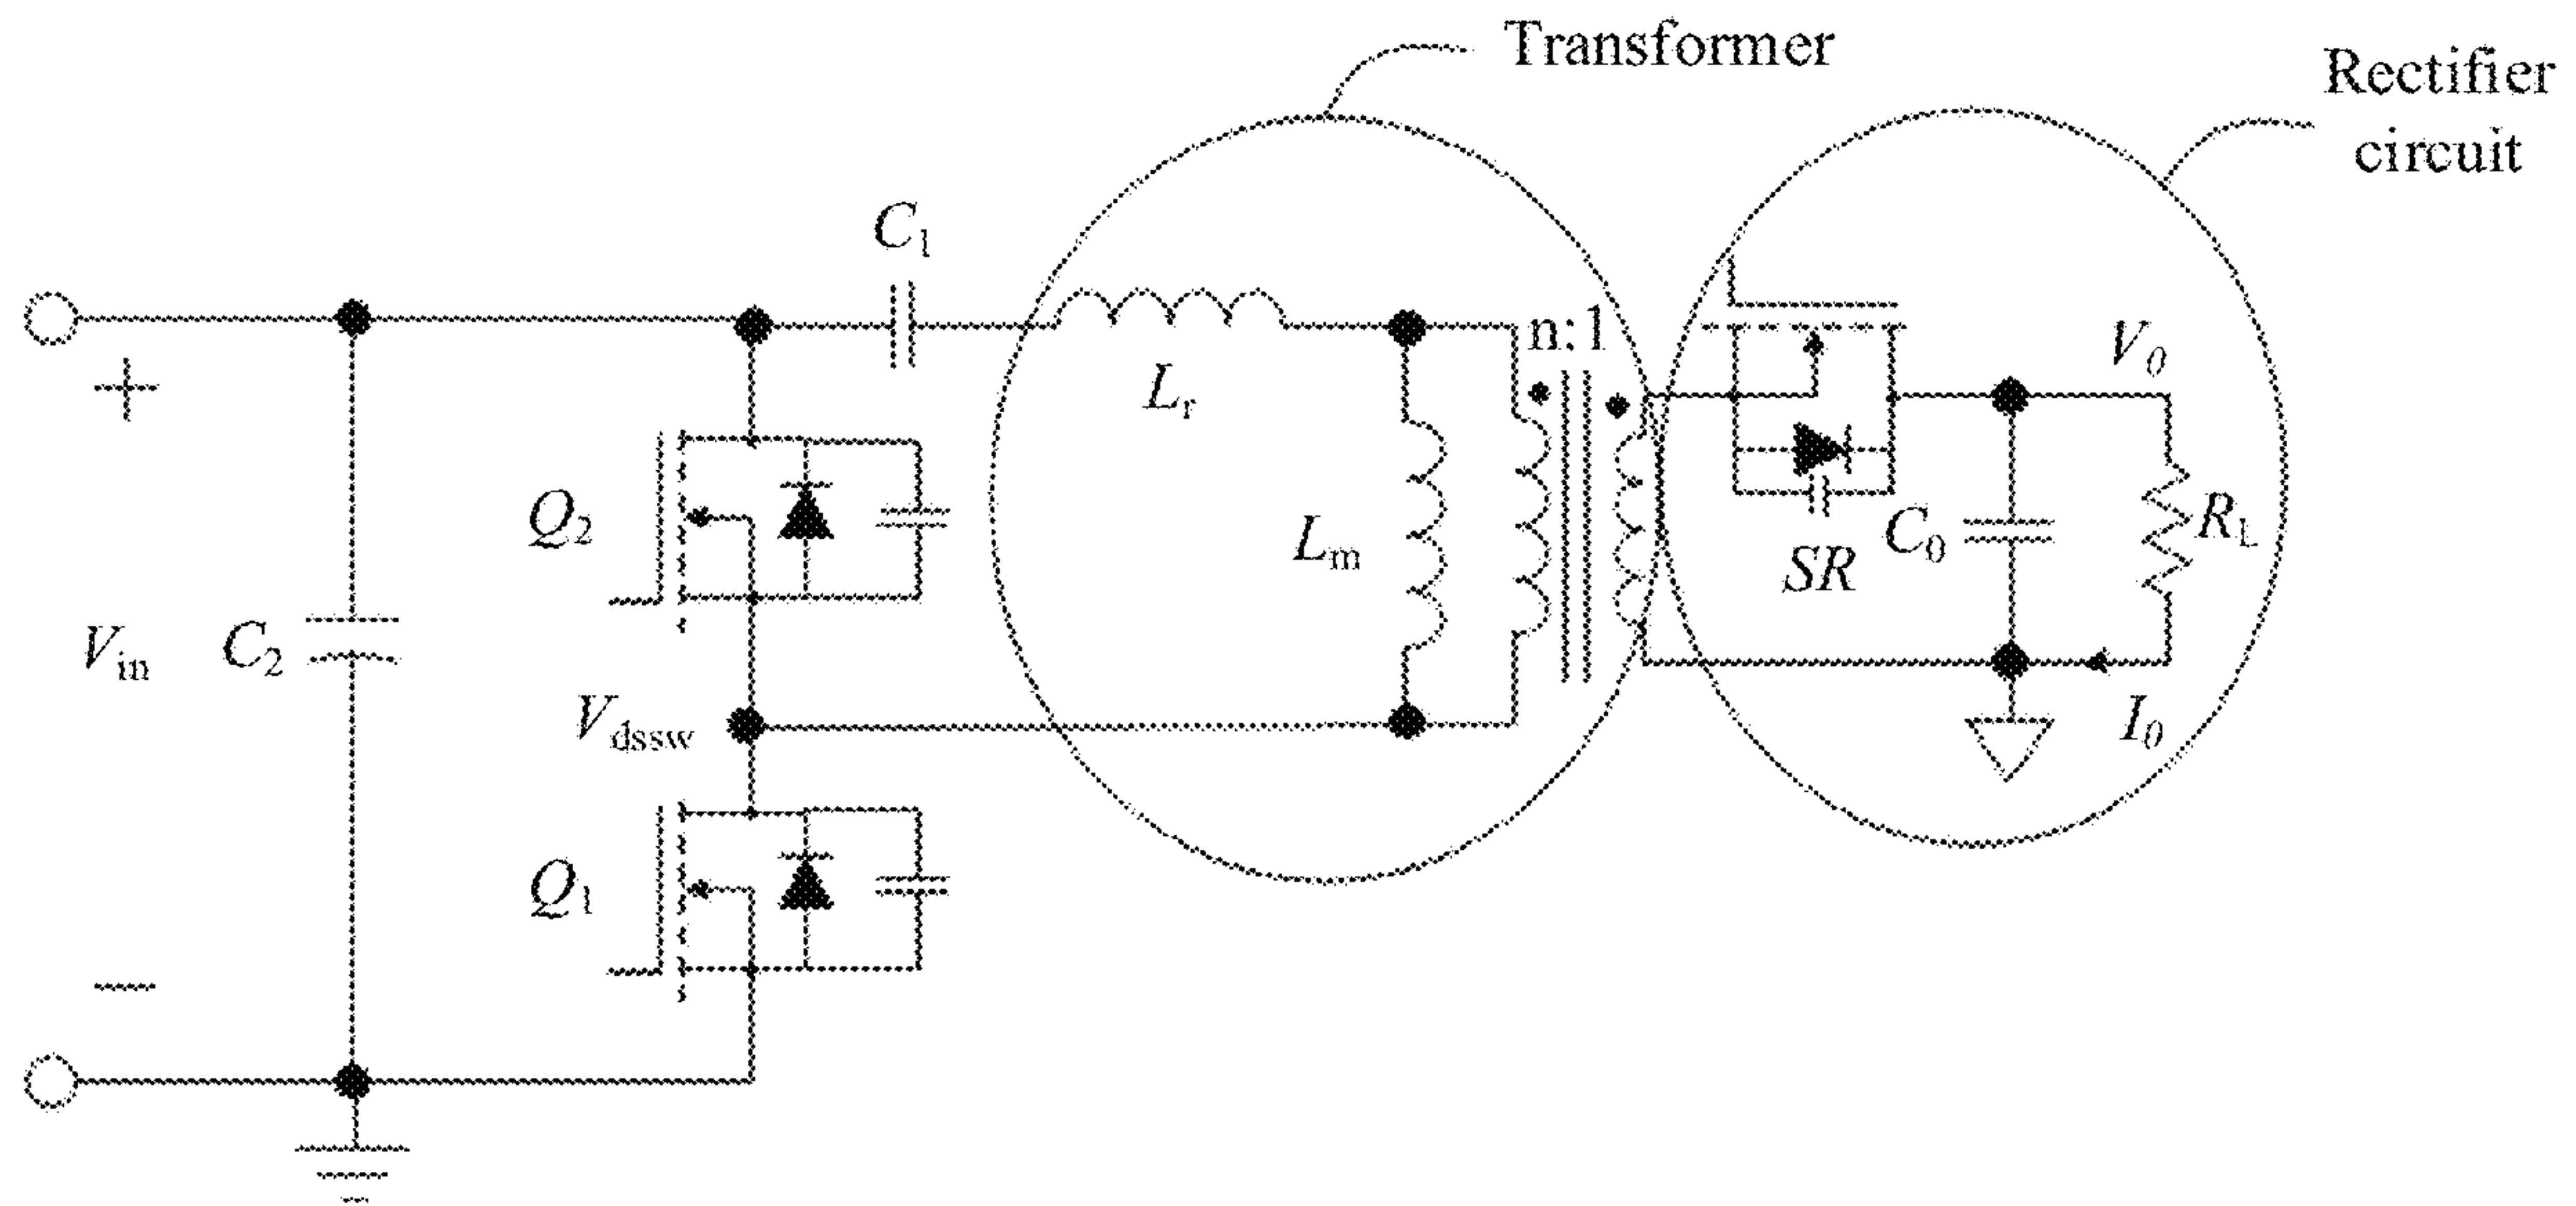 Transformer
Rectifier
circuit
C1
n:1
V0
Lr
Q2
Lm
C0
RL
SR
Vin
C2
Vdssw
I0
Q1
+
—